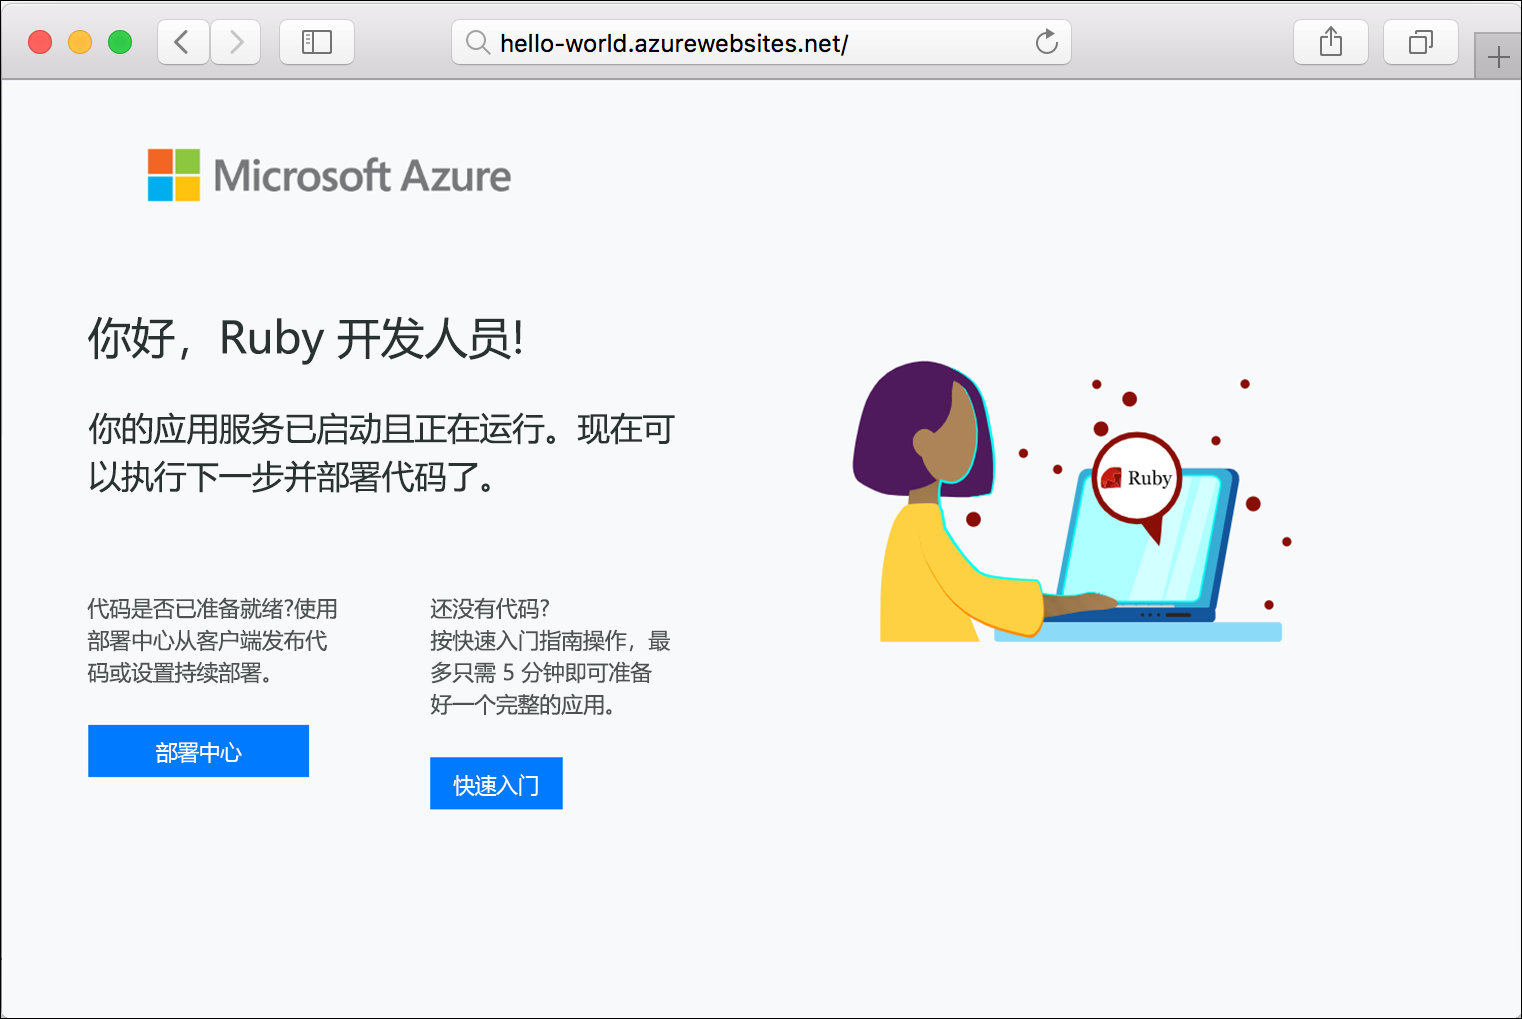 hello-world.azurewebsites.net/
Microsoft Azure
你好，Ruby 开发人员!
你的应用服务已启动且正在运行。现在可
以执行下一步并部署代码了。
Ruby
代码是否已准备就绪?使用
部署中心从客户端发布代
码或设置持续部署。
部署中心
还没有代码?
按快速入门指南操作，最
多只需 5 分钟即可准备
好一个完整的应用。
快速入门